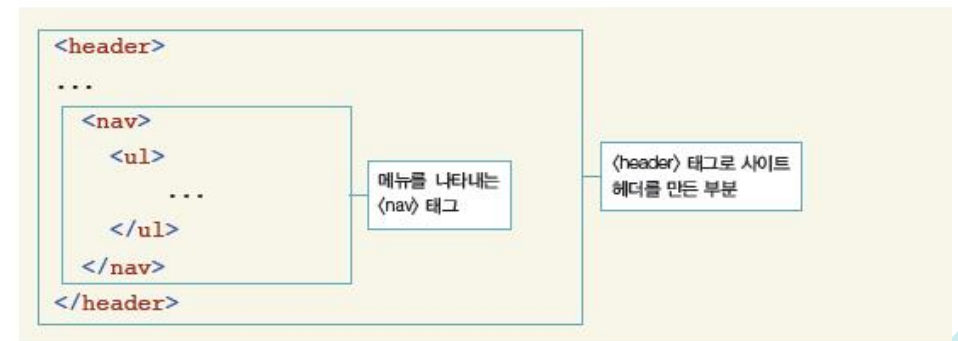 <header>
...
<nav>
<ul>
...
</ul>
</nav>
</header>
메뉴를 나타내는
<nav> 태그
<header> 태그로 사이트
헤더를 만든 부분